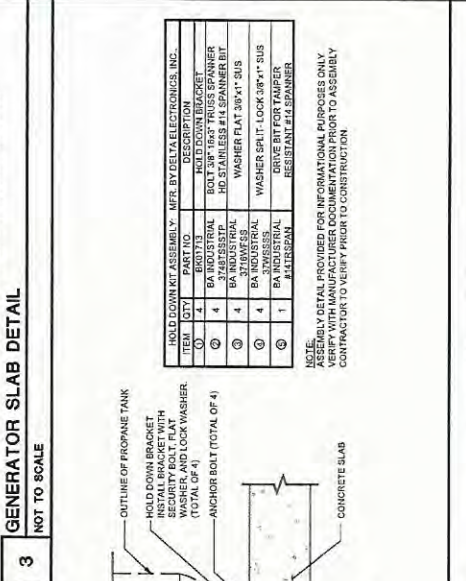 3
GENERATOR SLAB DETAIL
NOT TO SCALE
OUTLINE OF PROPANE TANK
HOLD DOWN BRACKET
INSTALL BRACKET WITH
SECURITY BOLT, FLAT
WASHER, AND LOCK WASHER.
(TOTAL OF 4)
ANCHOR BOLT (TOTAL OF 4)
CONCRETE SLAB
HOLD DOWN KIT ASSEMBLY: MFR. BY DELTA ELECTRONICS, INC.
ITEM QTY PART NO DESCRIPTION
1 4 BK01713 HOLD DOWN BRACKET
2 4 BA INDUSTRIAL BOLT 3/8" 16x3" TRUSS SPANNER
3748TSSSTP HD STAINLESS #14 SPANNER BIT
3 4 BA INDUSTRIAL WASHER FLAT 3/8"x1" SUS
3716WFSS
4 4 BA INDUSTRIAL WASHER SPLIT- LOCK 3/8"x1" SUS
5 1 BA INDUSTRIAL DRIVE BIT FOR TAMPER
#14TRSPAN RESISTANT #14 SPANNER
NOTE:
ASSEMBLY DETAIL PROVIDED FOR INFORMATIONAL PURPOSES ONLY
VERIFY WITH MANUFACTURER DOCUMENTATION PRIOR TO ASSEMBLY
CONTRACTOR TO VERIFY PRIOR TO CONSTRUCTION.